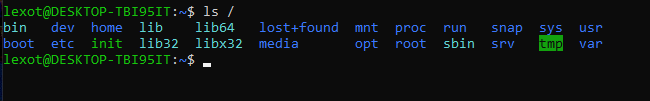 lexot@DESKTOP-TBI95IT:~$ ls /
bin dev home lib lib64 lost+found mnt proc run snap sys usr
boot etc init lib32 libx32 media opt root sbin srv tmp var
lexot@DESKTOP-TBI95IT:~$